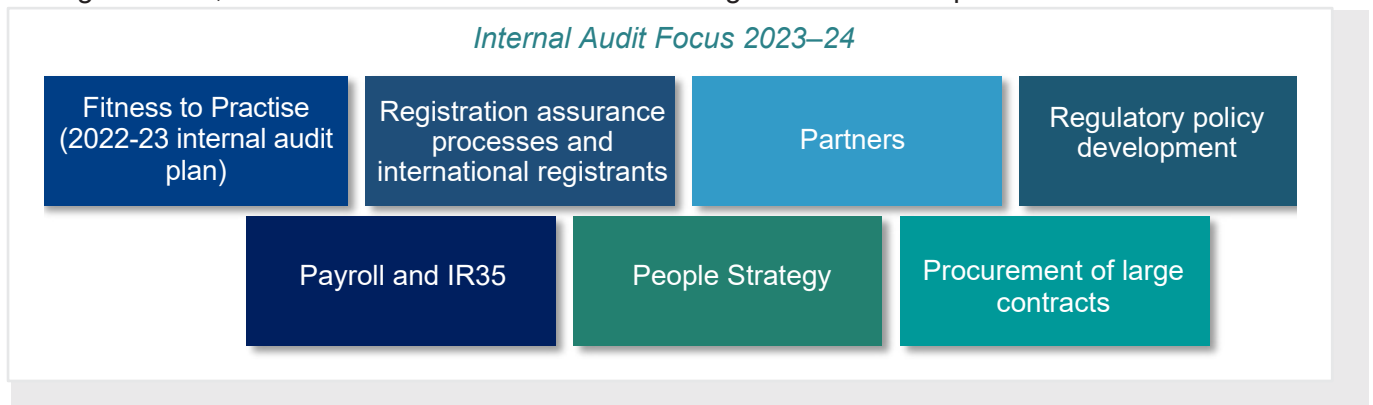 Internal Audit Focus 2023–24
Fitness to Practise
(2022-23 internal audit
plan)
Registration assurance
processes and
international registrants
Partners
Regulatory policy
development
Payroll and IR35
People Strategy
Procurement of large
contracts